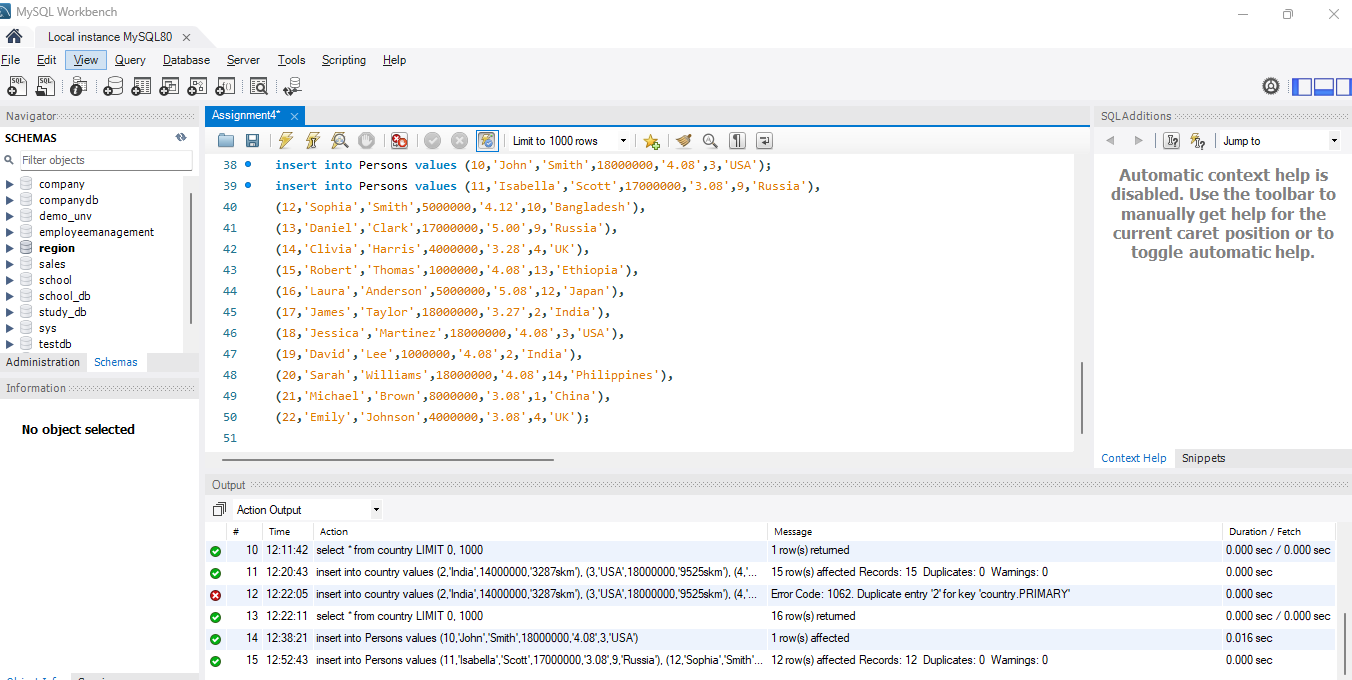 MySQL Workbench
Local instance MySQL80
File Edit View Query Database Server Tools Scripting Help
Navigator
SCHEMAS
Filter objects
company
companydb
demo_unv
employeemanagement
region
sales
school
school_db
study_db
sys
testdb
Administration Schemas
Information
No object selected
Assignment4*
Limit to 1000 rows
38 insert into Persons values (10,'John','Smith',18000000,'4.08',3,'USA');
39 insert into Persons values (11,'Isabella','Scott',17000000,'3.08',9,'Russia'),
40 (12,'Sophia','Smith',5000000,'4.12',10,'Bangladesh'),
41 (13,'Daniel','Clark',17000000,'5.00',9,'Russia'),
42 (14,'Clivia','Harris',4000000,'3.28',4,'UK'),
43 (15,'Robert','Thomas',1000000,'4.08',13,'Ethiopia'),
44 (16,'Laura','Anderson',5000000,'5.08',12,'Japan'),
45 (17,'James','Taylor',18000000,'3.27',2,'India'),
46 (18,'Jessica','Martinez',18000000,'4.08',3,'USA'),
47 (19,'David','Lee',1000000,'4.08',2,'India'),
48 (20,'Sarah','Williams',18000000,'4.08',14,'Philippines'),
49 (21,'Michael','Brown',8000000,'3.08',1,'China'),
50 (22,'Emily','Johnson',4000000,'3.08',4,'UK');
51
SQLAdditions
Jump to
Automatic context help is
disabled. Use the toolbar to
manually get help for the
current caret position or to
toggle automatic help.
Context Help Snippets
Output
Action Output
# Time Action Message Duration / Fetch
10 12:11:42 select * from country LIMIT 0, 1000 1 row(s) returned 0.000 sec / 0.000 sec
11 12:20:43 insert into country values (2,'India',14000000,'3287skm'), (3,'USA',18000000,'9525skm'), (4,'... 15 row(s) affected Records: 15 Duplicates: 0 Warnings: 0 0.000 sec
12 12:22:05 insert into country values (2,'India',14000000,'3287skm'), (3,'USA',18000000,'9525skm'), (4,'... Error Code: 1062. Duplicate entry '2' for key 'country.PRIMARY' 0.000 sec
13 12:22:11 select * from country LIMIT 0, 1000 16 row(s) returned 0.000 sec / 0.000 sec
14 12:38:21 insert into Persons values (10,'John','Smith',18000000,'4.08',3,'USA') 1 row(s) affected 0.016 sec
15 12:52:43 insert into Persons values (11,'Isabella','Scott',17000000,'3.08',9,'Russia'), (12,'Sophia','Smith'... 12 row(s) affected Records: 12 Duplicates: 0 Warnings: 0 0.000 sec